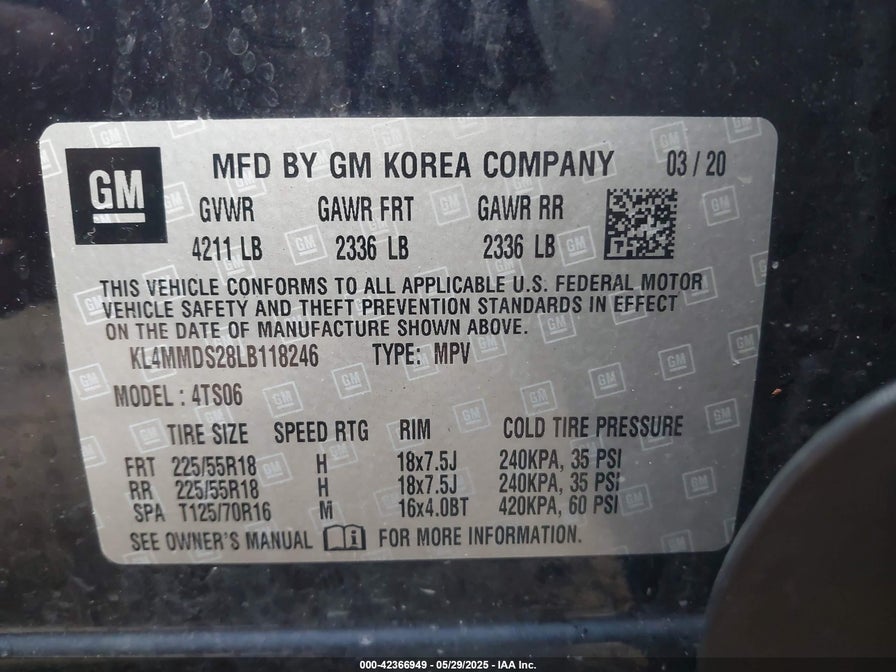 GM MFD BY GM KOREA COMPANY 03 / 20
GVWR GAWR FRT GAWR RR
4211 LB 2336 LB 2336 LB
THIS VEHICLE CONFORMS TO ALL APPLICABLE U.S. FEDERAL MOTOR
VEHICLE SAFETY AND THEFT PREVENTION STANDARDS IN EFFECT
ON THE DATE OF MANUFACTURE SHOWN ABOVE.
KL4MMDS28LB118246 TYPE: MPV
MODEL : 4TS06
TIRE SIZE SPEED RTG RIM COLD TIRE PRESSURE
FRT 225/55R18 H 18x7.5J 240KPA, 35 PSI
RR 225/55R18 H 18x7.5J 240KPA, 35 PSI
SPA T125/70R16 M 16x4.0BT 420KPA, 60 PSI
SEE OWNER'S MANUAL i FOR MORE INFORMATION.
000-42366949 - 05/29/2025 - IAA Inc.